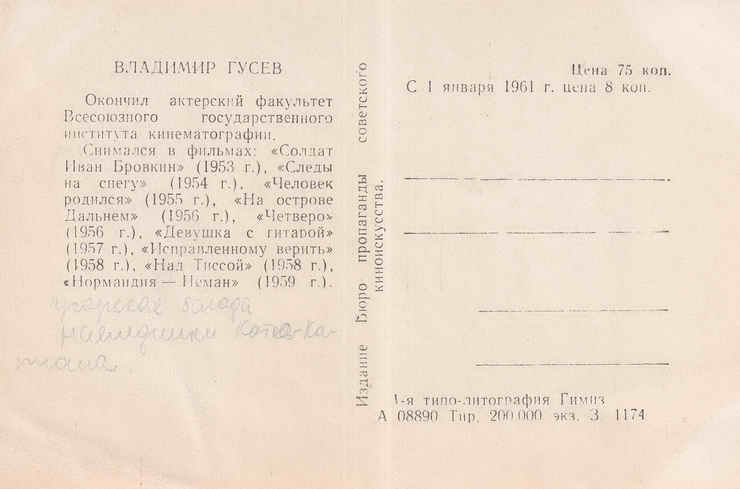 ВЛАДИМИР ГУСЕВ
Окончил актерский факультет
Всесоюзного государственного
института кинематографии.
Снимался в фильмах: «Солдат
Иван Бровкин» (1953 г.), «Следы
на снегу» (1954 г.), «Человек
родился» (1955 г.), «На острове
Дальнем» (1956 г.), «Четверо»
(1956 г.), «Девушка с гитарой»
(1957 г.), «Исправленному верить»
(1958 г.), «Над Тиссой» (1958 г.),
«Нормандия — Неман» (1959 г.).
Издание Бюро пропаганды советского
киноискусства.
Цена 75 коп.
С 1 января 1961 г. цена 8 коп.
1-я типо-литография Гимиз
А 08890 Тир. 200.000 экз. З. 1174